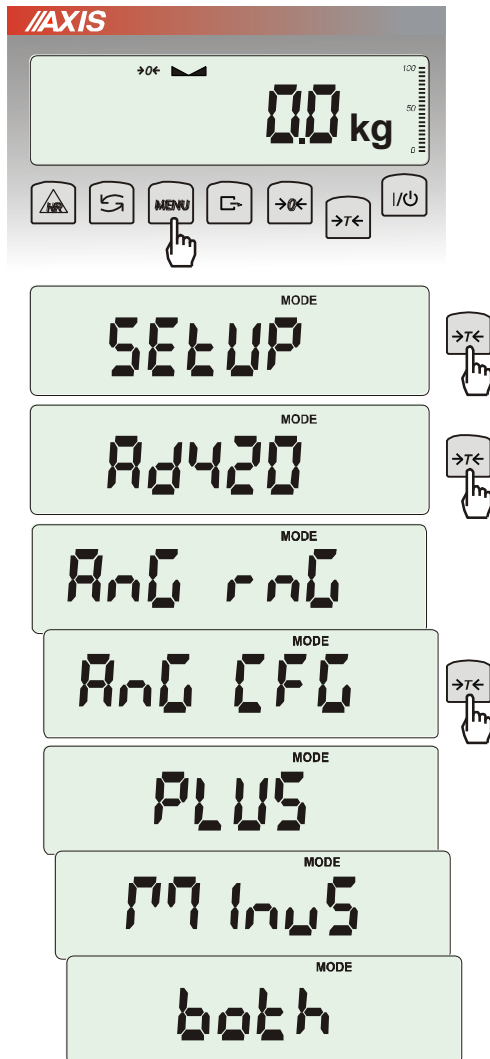 //AXIS
→0←
100
50
0
0.0 kg
HR
MENU
→0←
→T←
I/⏻
MODE
SEtUP
→T←
MODE
Ad420
→T←
MODE
AnG rnG
MODE
AnG CFG
→T←
MODE
PLUS
MODE
MInuS
MODE
both